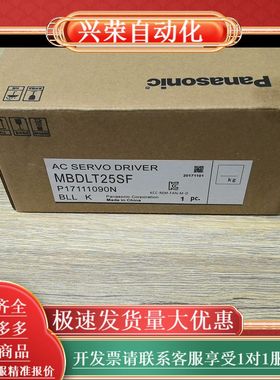 兴荣自动化
Panasonic
AC SERVO DRIVER
MBDLT25SF
P17111090N
BLL K
Panasonic Corporation
20171101
kg
1 pc.
极速发货量大优惠
开发票请联系客服享受1对1服